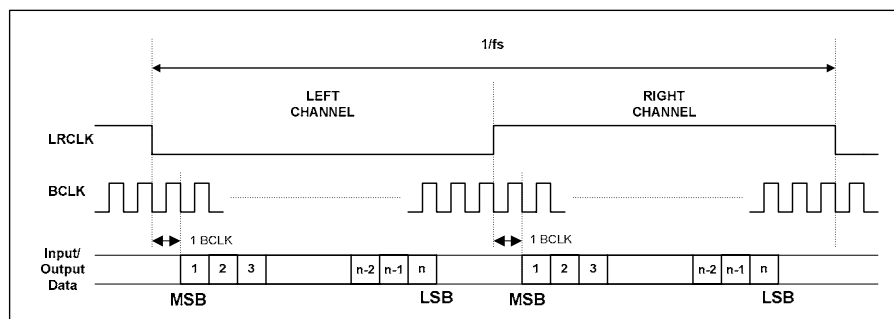 1/fs
LEFT
CHANNEL
RIGHT
CHANNEL
LRCLK
BCLK
1 BCLK
1 BCLK
Input/
Output
Data
1 2 3 n-2 n-1 n 1 2 3 n-2 n-1 n
MSB LSB MSB LSB